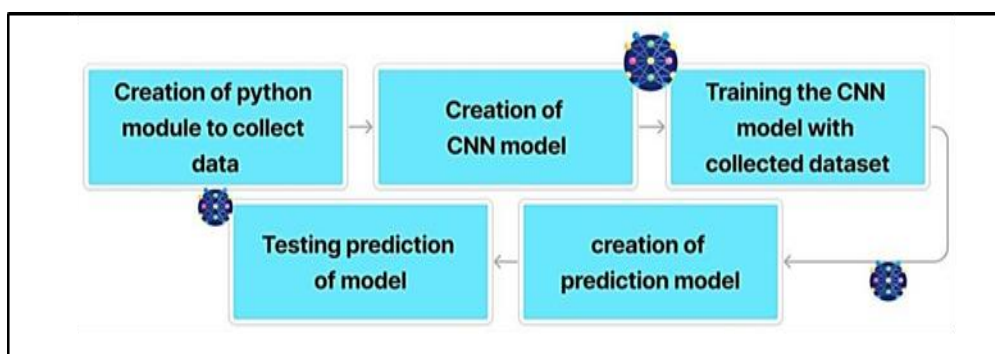 Creation of python
module to collect
data
Creation of
CNN model
Training the CNN
model with
collected dataset
creation of
prediction model
Testing prediction
of model